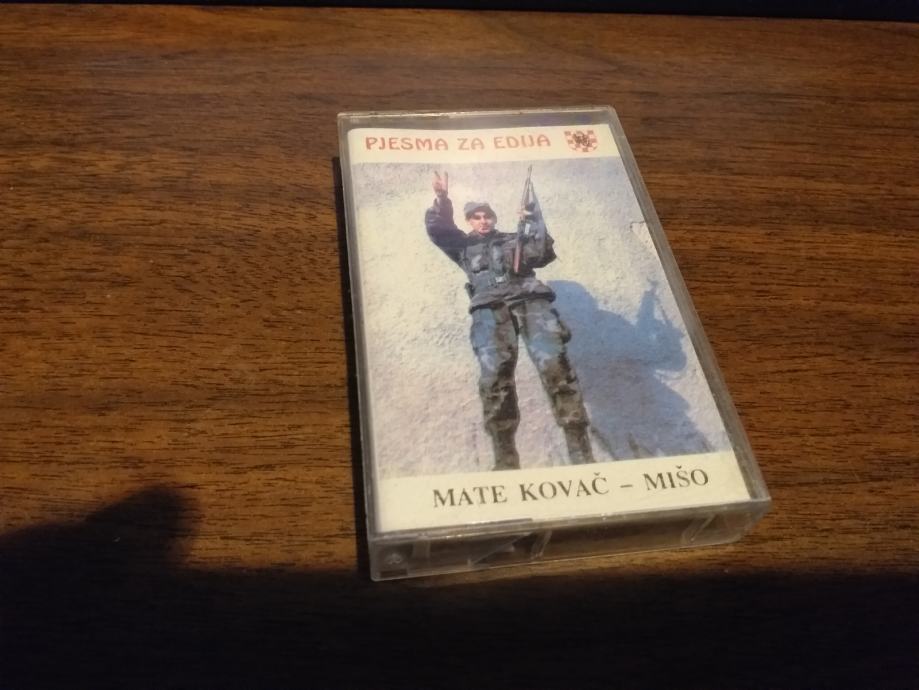 PJESMA ZA EDIJA
MATE KOVAČ – MIŠO